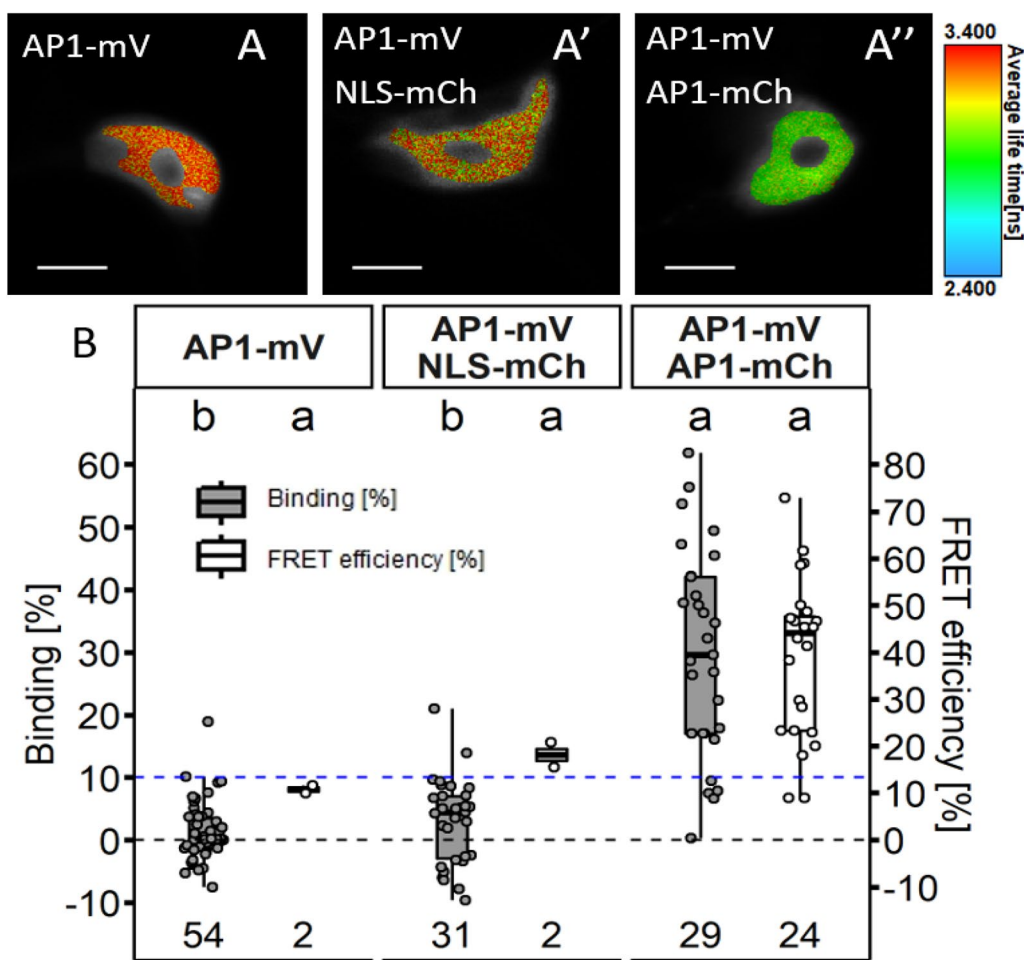 AP1-mV
A
AP1-mV
A’
NLS-mCh
AP1-mV
A’’
AP1-mCh
3.400
Average life time[ns]
2.400
B
AP1-mV
AP1-mV
NLS-mCh
AP1-mV
AP1-mCh
b
a
b
a
a
a
60
50
40
30
20
10
0
-10
Binding [%]
Binding [%]
FRET efficiency [%]
80
70
60
50
40
30
20
10
0
-10
FRET efficiency [%]
54
2
31
2
29
24